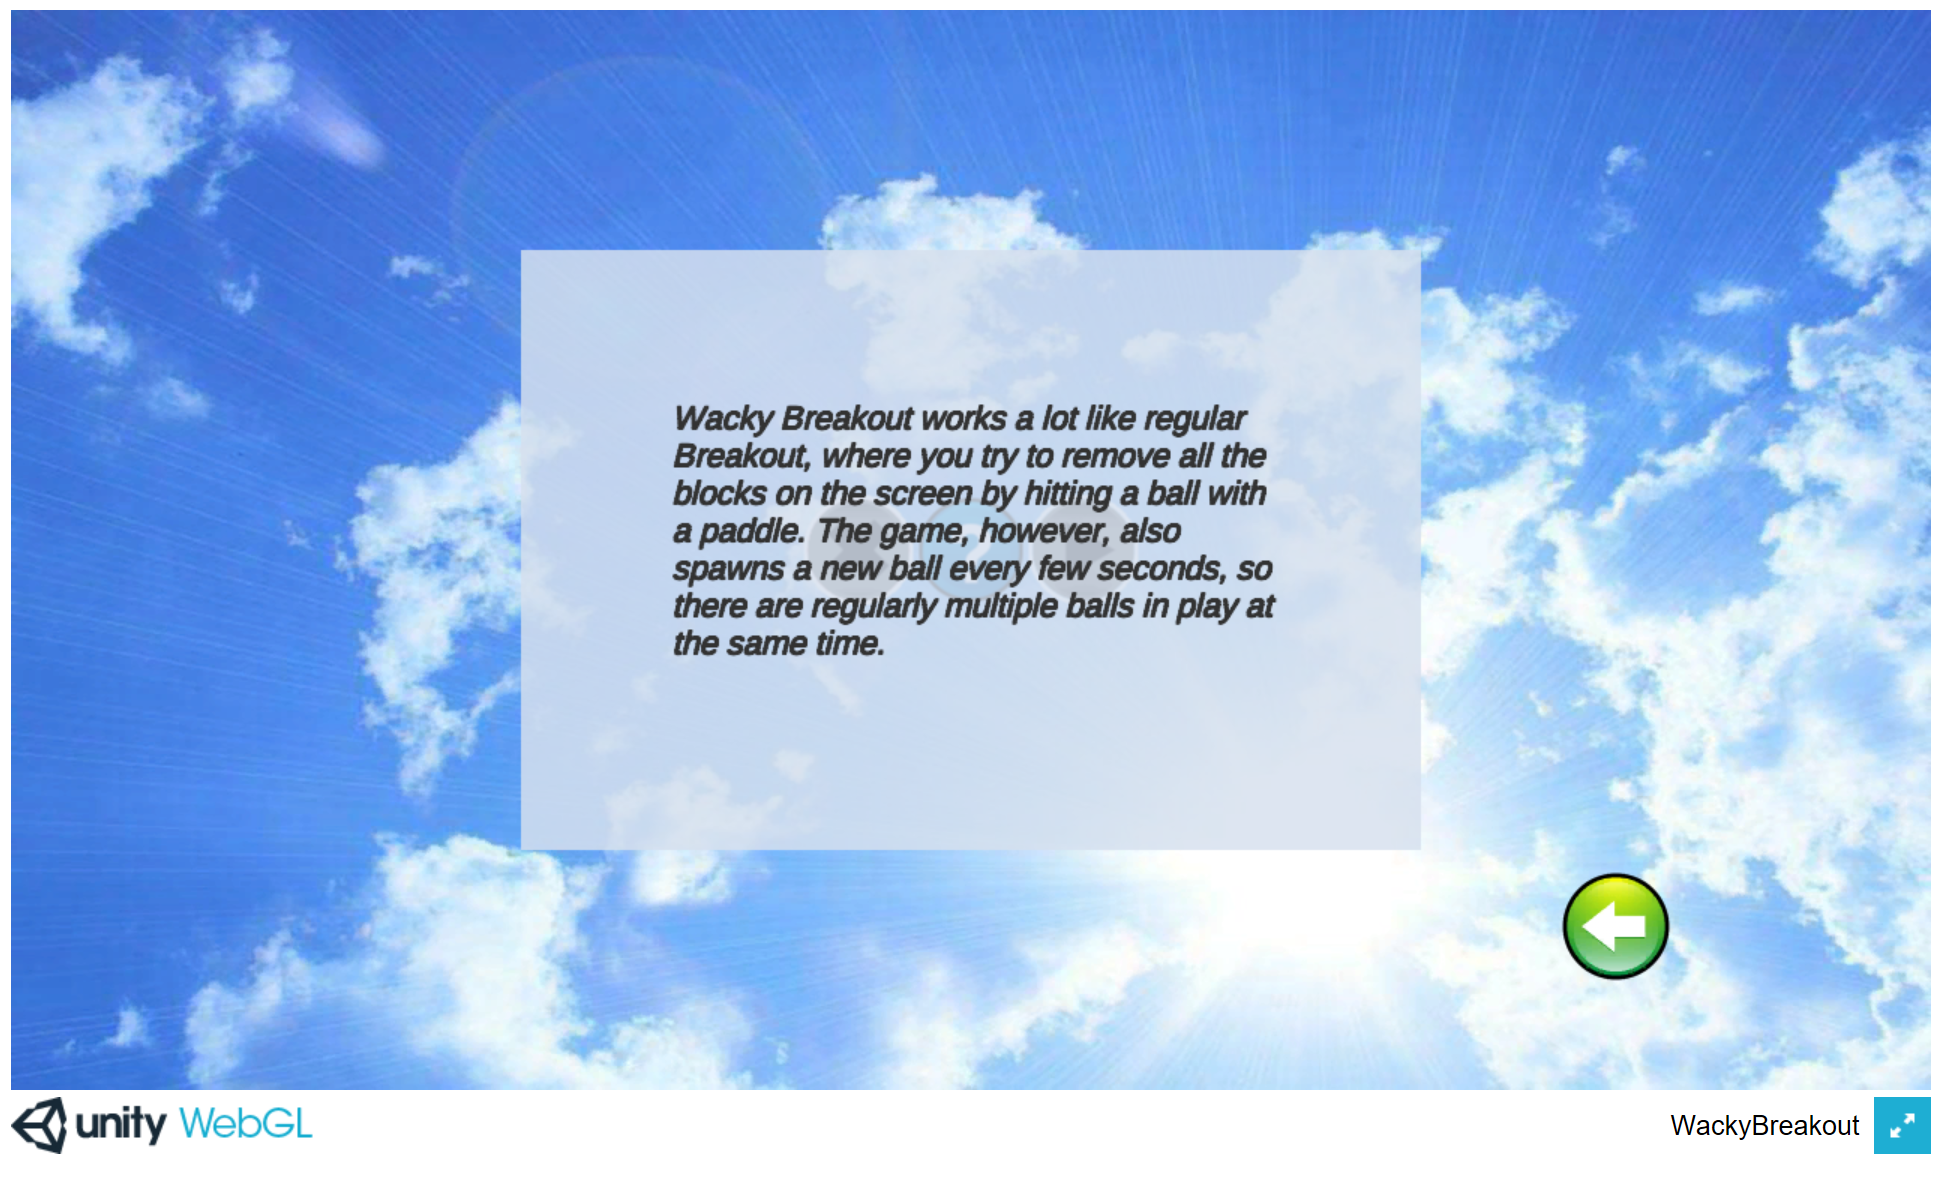 Wacky Breakout works a lot like regular
Breakout, where you try to remove all the
blocks on the screen by hitting a ball with
a paddle. The game, however, also
spawns a new ball every few seconds, so
there are regularly multiple balls in play at
the same time.
?
unity WebGL
WackyBreakout